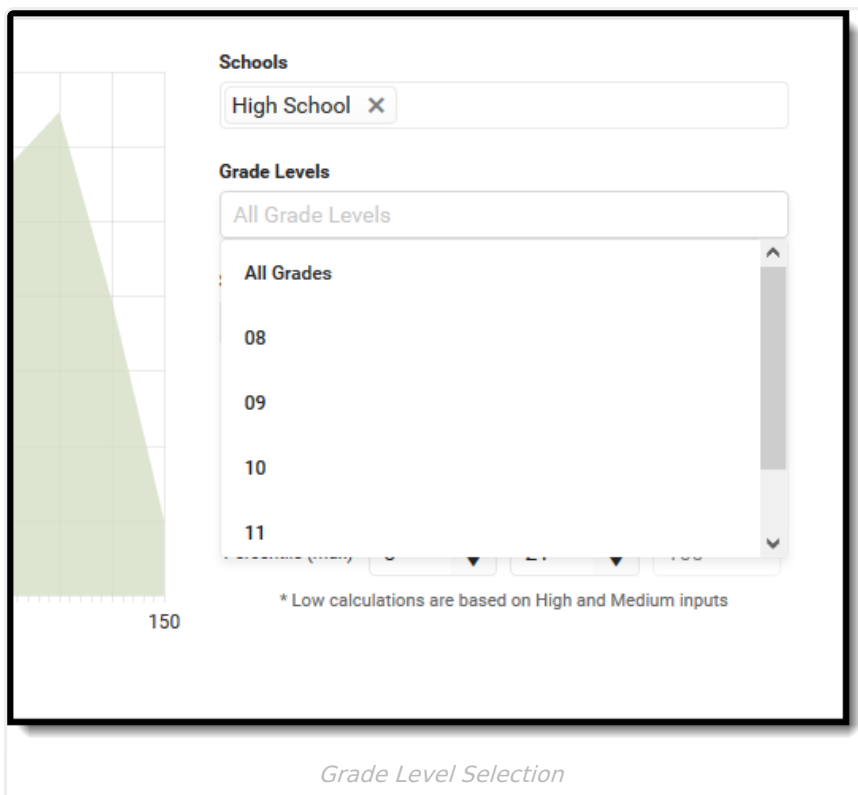 Schools
High School ✕
Grade Levels
All Grade Levels
All Grades
08
09
10
11
* Low calculations are based on High and Medium inputs
150
Grade Level Selection